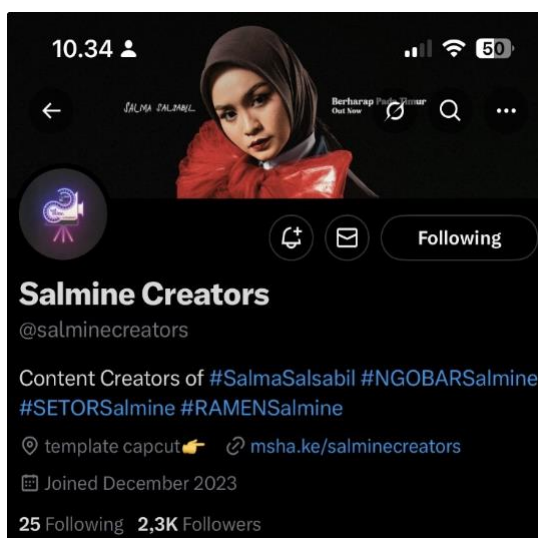 10.34
50
SALMA SALSABIL
Berharap Pada Timur
Out Now
Following
Salmine Creators
@salminecreators
Content Creators of #SalmaSalsabil #NGOBARSalmine
#SETORSalmine #RAMENSalmine
template capcut👉 msha.ke/salminecreators
Joined December 2023
25 Following 2,3K Followers